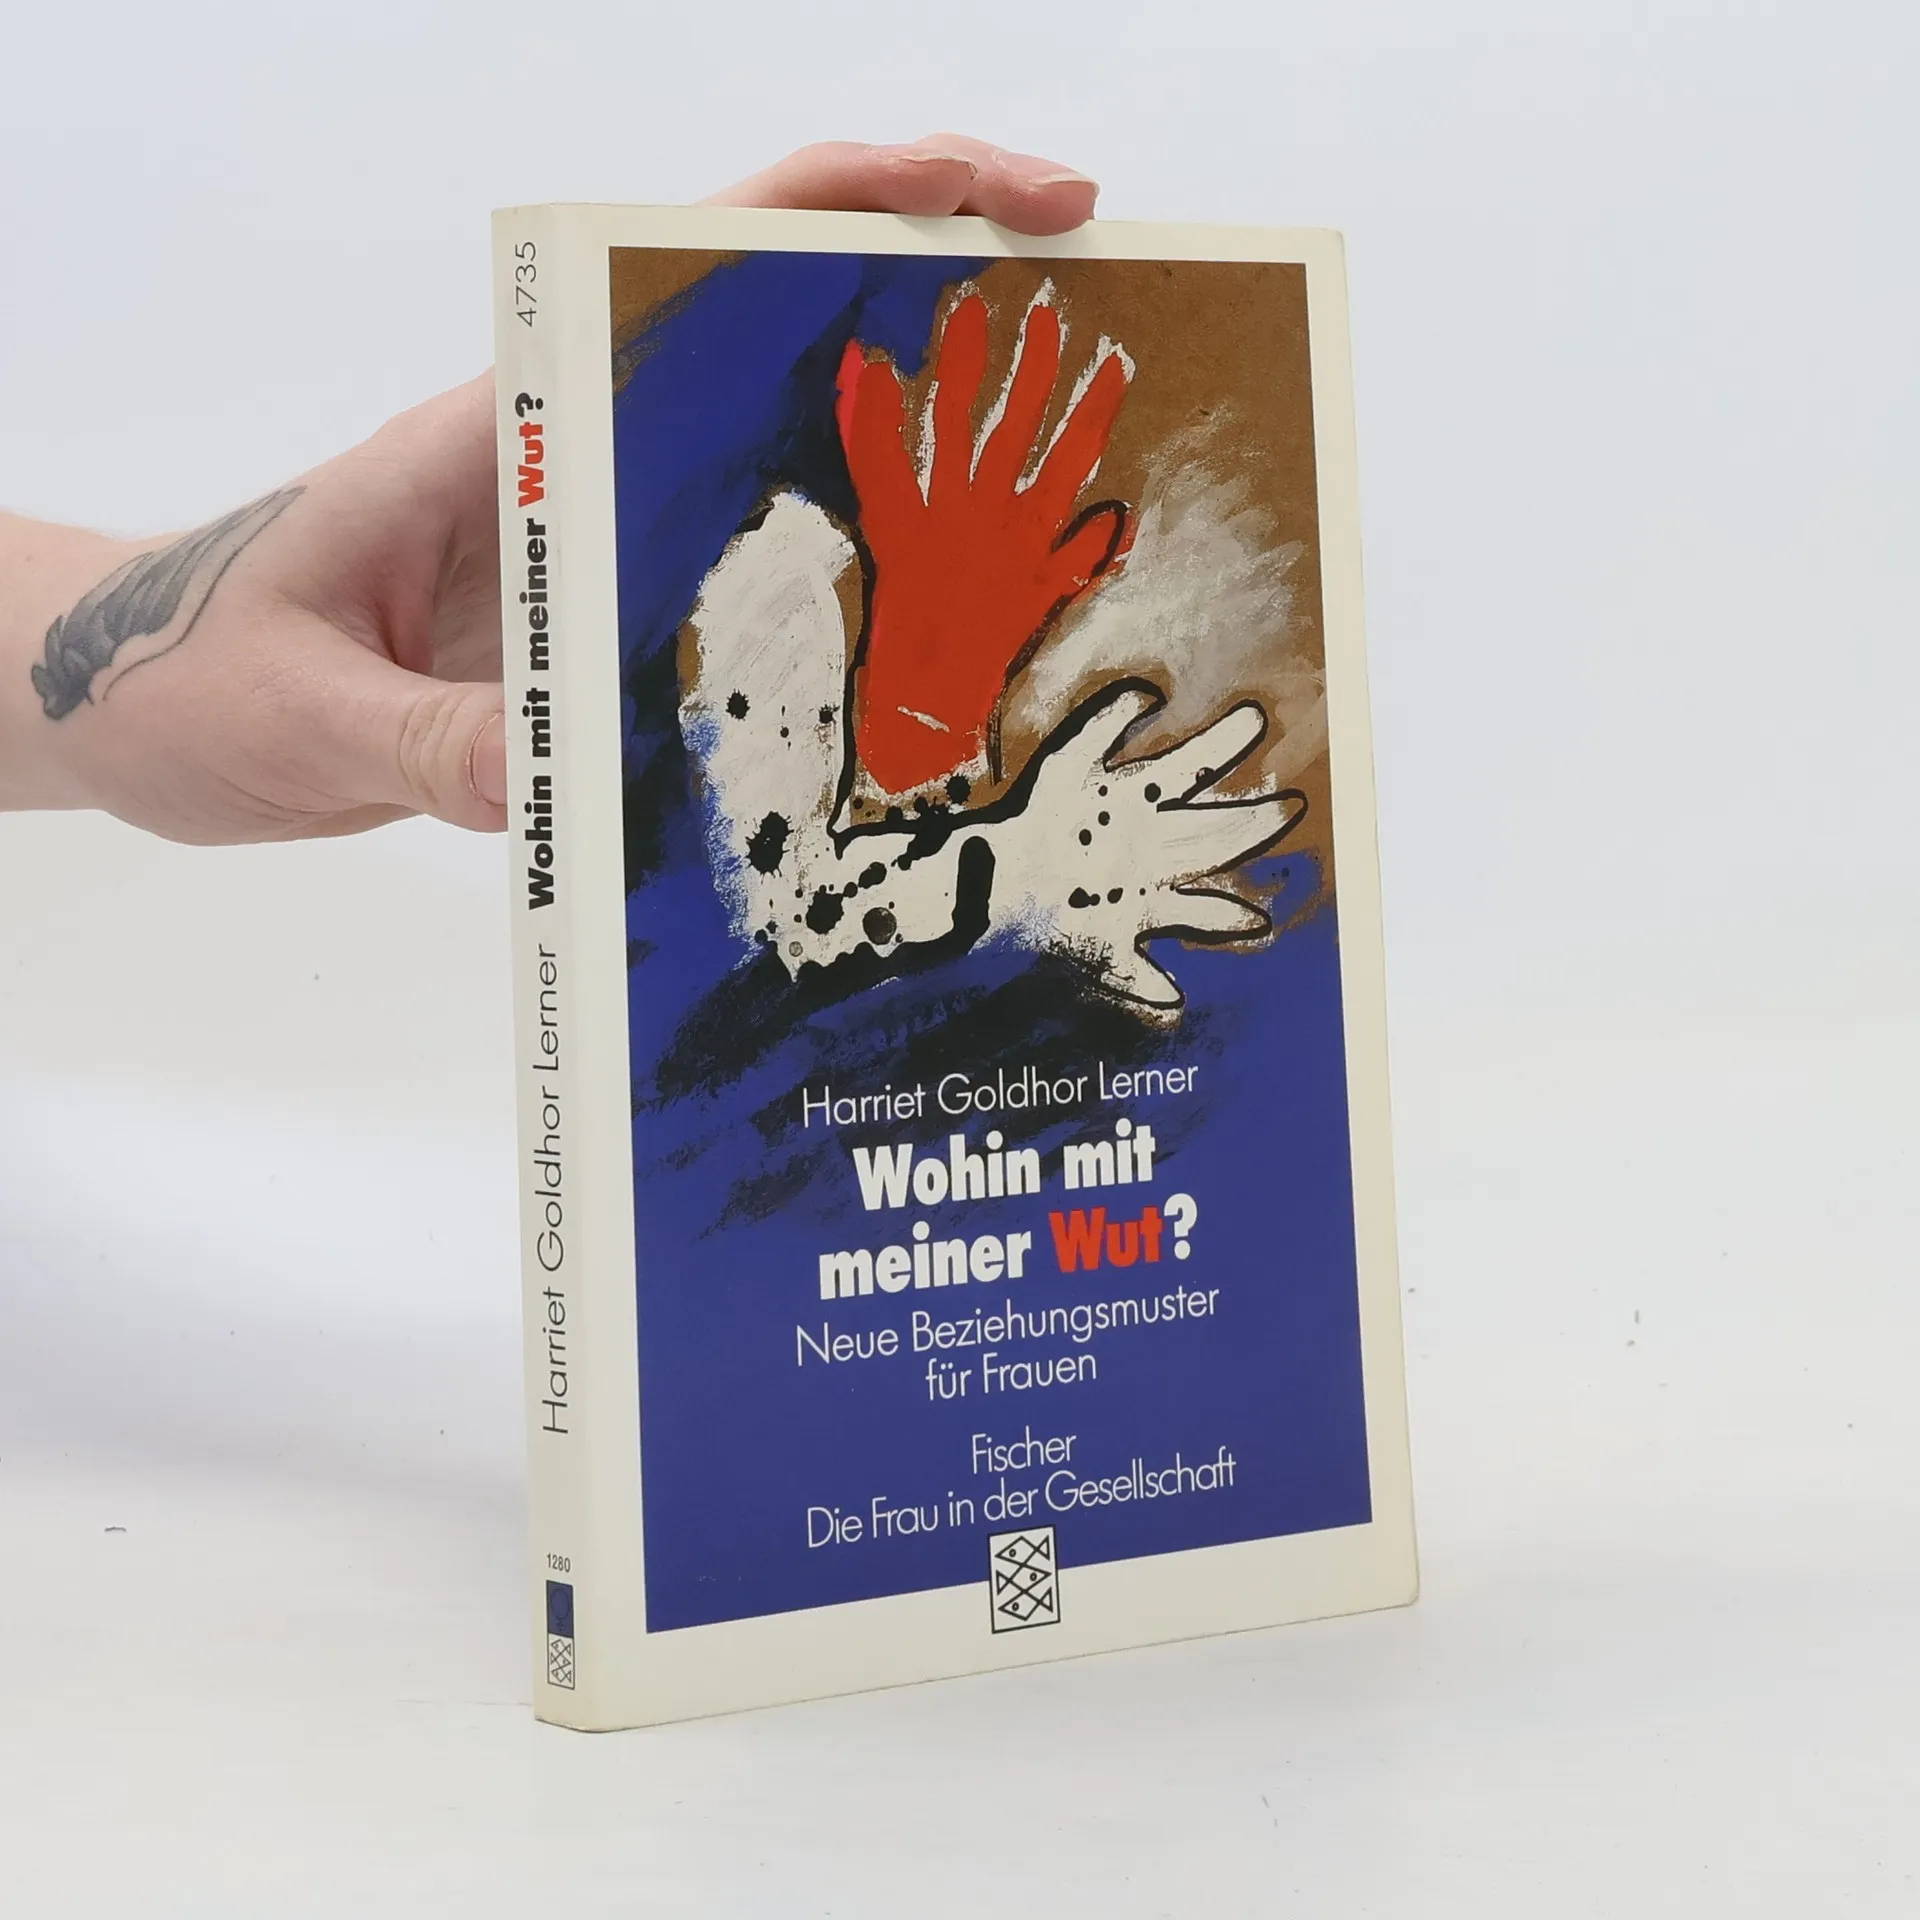 4735
Harriet Goldhor Lerner Wohin mit meiner Wut?
1280
Harriet Goldhor Lerner
Wohin mit
meiner Wut?
Neue Beziehungsmuster
für Frauen
Fischer
Die Frau in der Gesellschaft